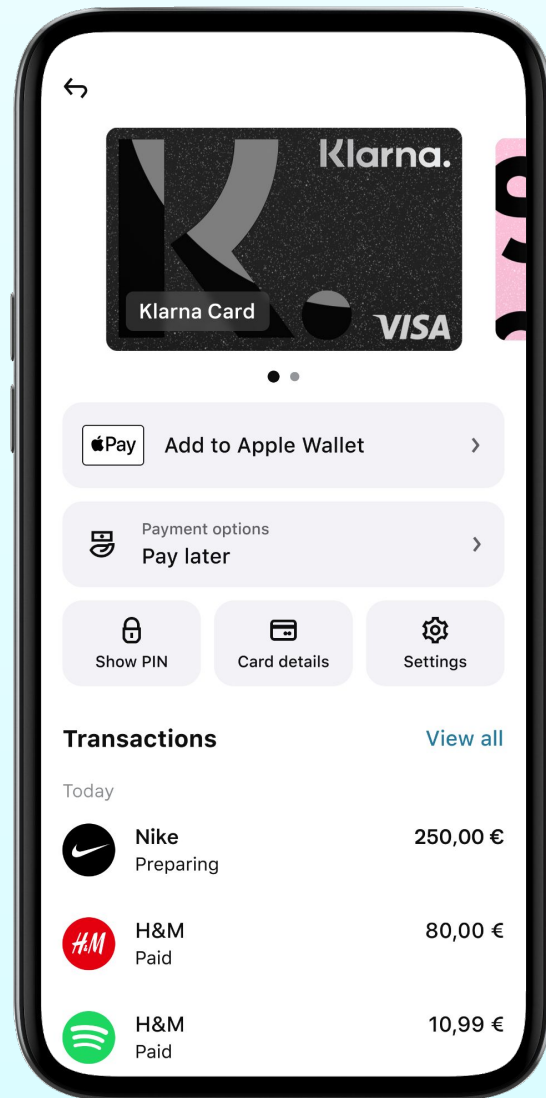 Klarna.
Klarna Card
VISA
Pay
Add to Apple Wallet
Payment options
Pay later
Show PIN
Card details
Settings
Transactions
View all
Today
Nike
250,00 €
Preparing
H&M
H&M
80,00 €
Paid
H&M
10,99 €
Paid